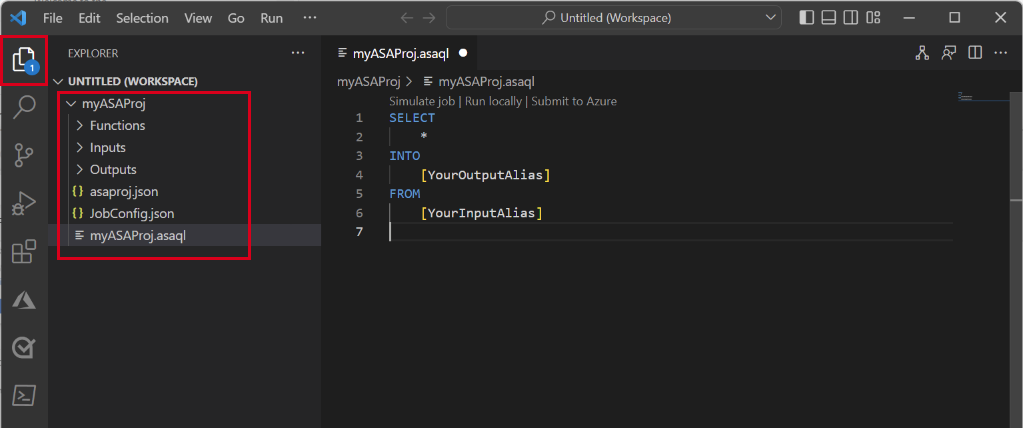 File Edit Selection View Go Run ··· Untitled (Workspace)
EXPLORER ···
1
UNTITLED (WORKSPACE)
myASAProj
Functions
Inputs
Outputs
{} asaproj.json
{} JobConfig.json
myASAProj.asaql
myASAProj.asaql ···
myASAProj > myASAProj.asaql
Simulate job | Run locally | Submit to Azure
1 SELECT
2 *
3 INTO
4 [YourOutputAlias]
5 FROM
6 [YourInputAlias]
7